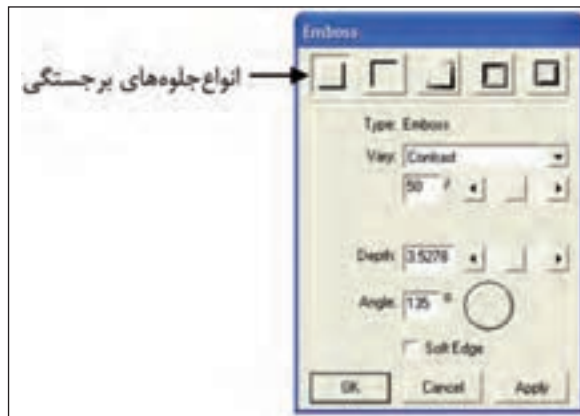 Emboss
انواع جلوه‌های برجستگی
Type: Emboss
Vary: Contrast
50 %
Depth: 3.5278
Angle: 135 °
Soft Edge
OK Cancel Apply